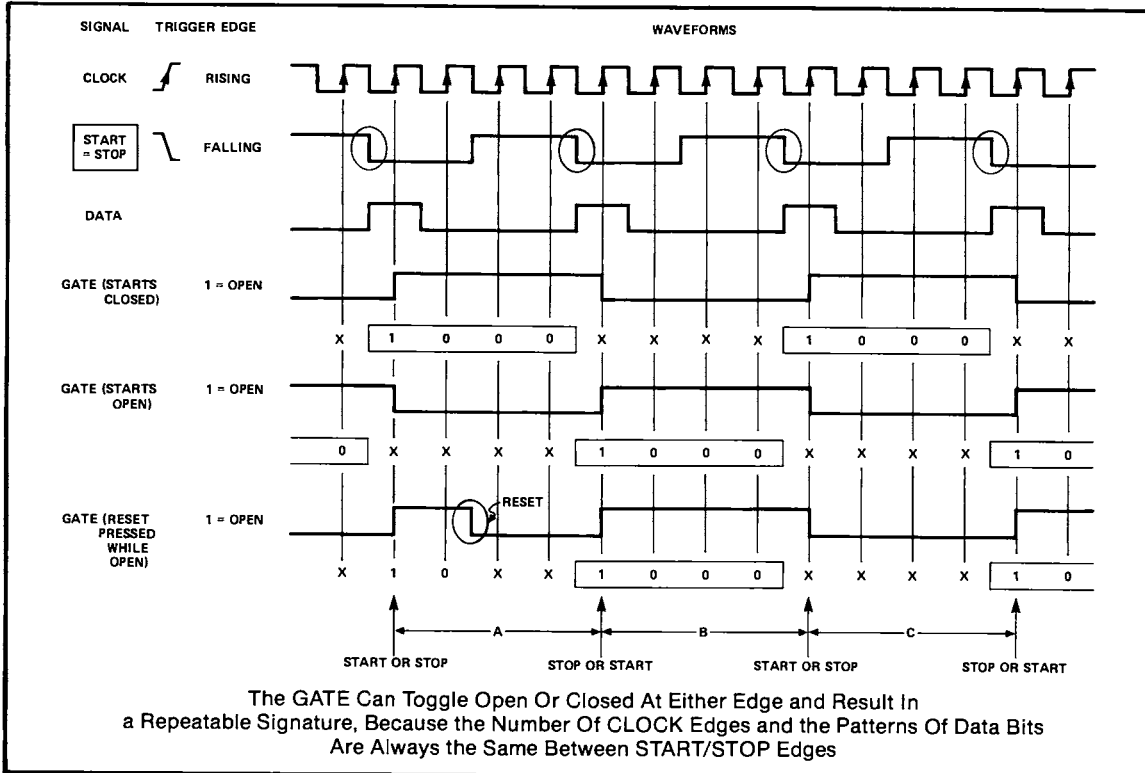 SIGNAL TRIGGER EDGE WAVEFORMS
CLOCK RISING
START = STOP FALLING
DATA
GATE (STARTS CLOSED) 1 = OPEN
X 1 0 0 0 X X X X 1 0 0 0 X X
GATE (STARTS OPEN) 1 = OPEN
0 X X X X 1 0 0 0 X X X X 1 0
RESET
GATE (RESET PRESSED WHILE OPEN) 1 = OPEN
X 1 0 X X 1 0 0 0 X X X X 1 0
A B C
START OR STOP STOP OR START START OR STOP STOP OR START
The GATE Can Toggle Open Or Closed At Either Edge and Result In
a Repeatable Signature, Because the Number Of CLOCK Edges and the Patterns Of Data Bits
Are Always the Same Between START/STOP Edges